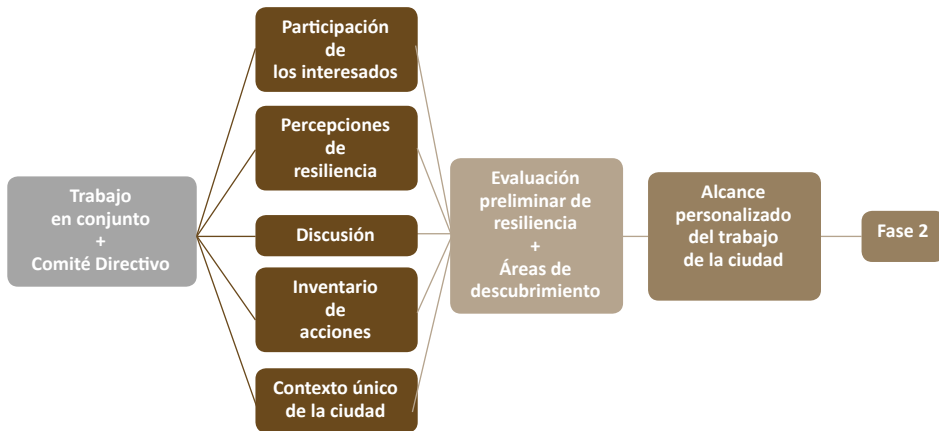 Participación
de
los interesados
Percepciones
de
resiliencia
Trabajo
en conjunto
+
Comité Directivo
Discusión
Inventario
de
acciones
Contexto único
de la ciudad
Evaluación
preliminar de
resiliencia
+
Áreas de
descubrimiento
Alcance
personalizado
del trabajo
de la ciudad
Fase 2